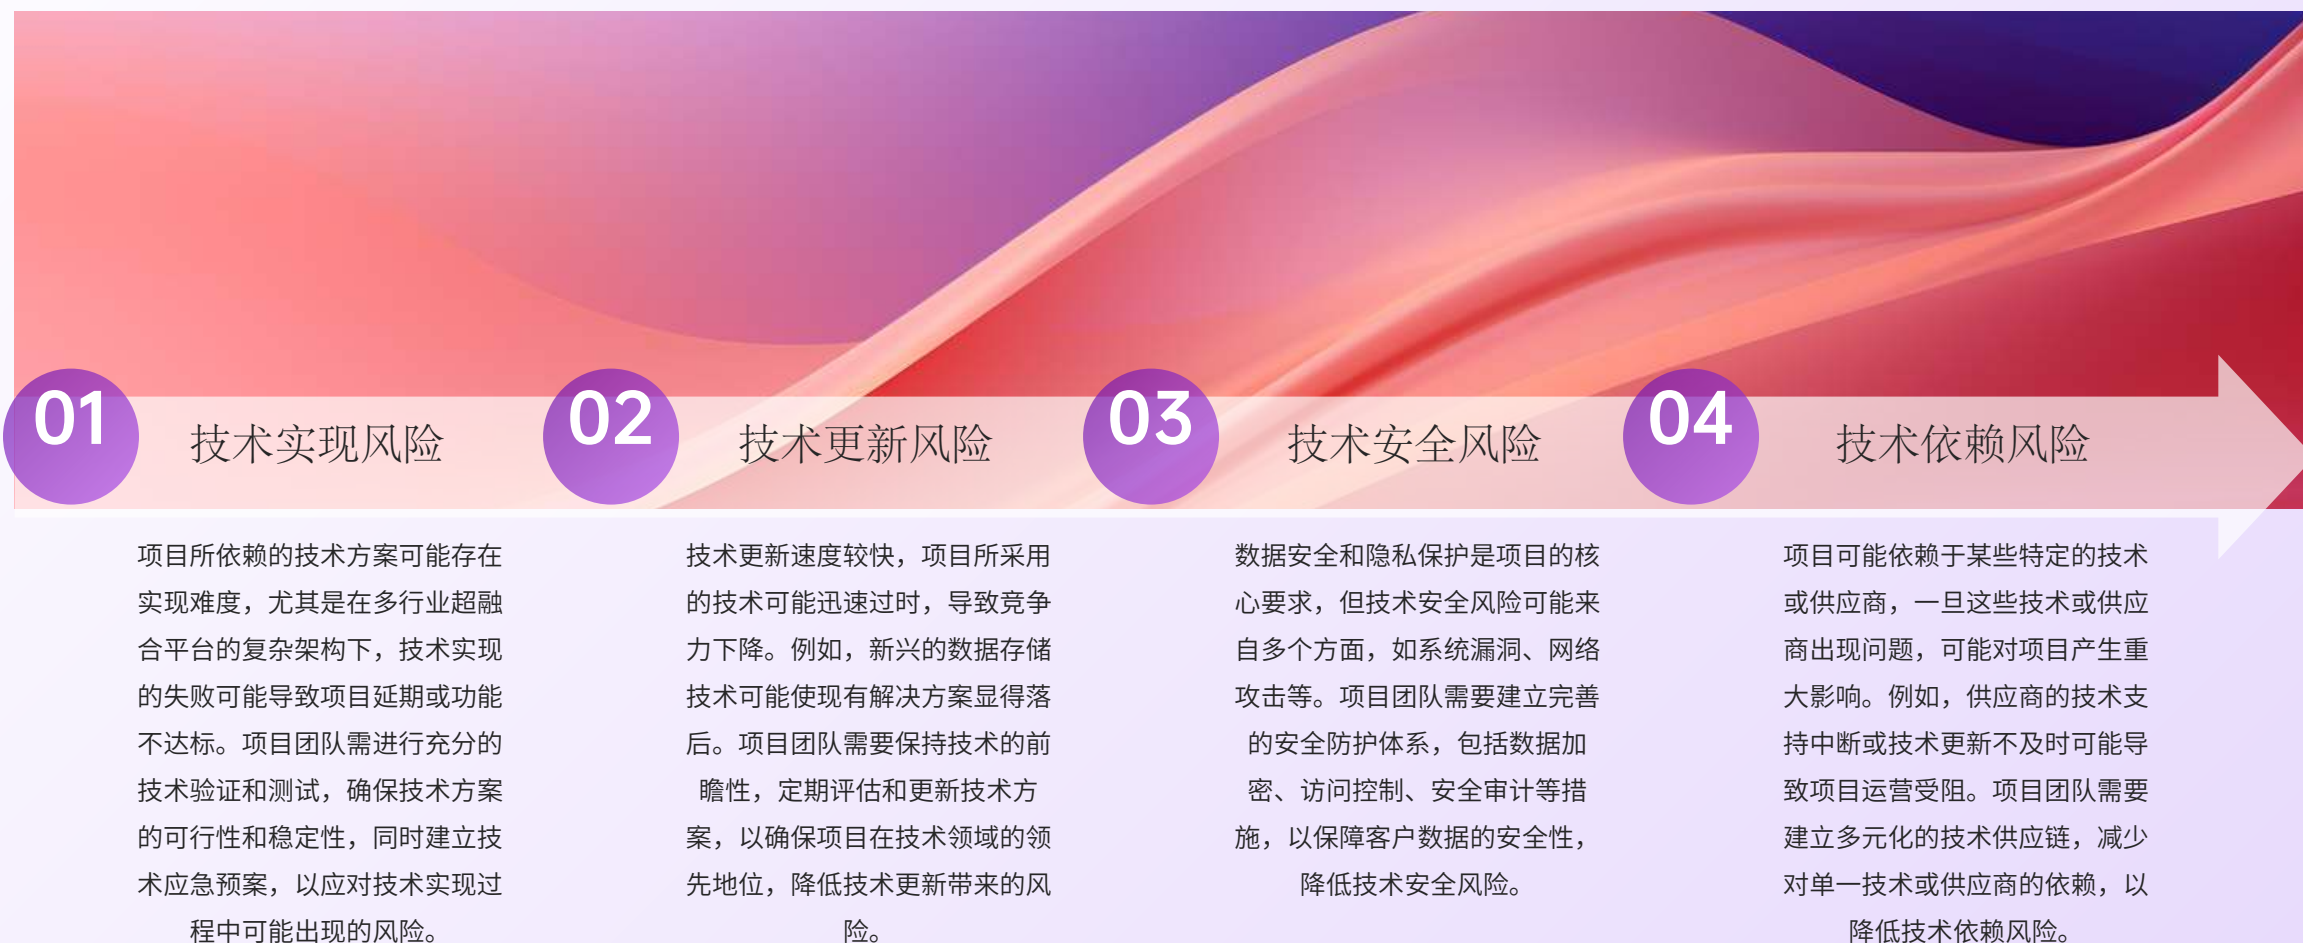 01
技术实现风险
02
技术更新风险
03
技术安全风险
04
技术依赖风险
项目所依赖的技术方案可能存在
实现难度，尤其是在多行业超融
合平台的复杂架构下，技术实现
的失败可能导致项目延期或功能
不达标。项目团队需进行充分的
技术验证和测试，确保技术方案
的可行性和稳定性，同时建立技
术应急预案，以应对技术实现过
程中可能出现的风险。
技术更新速度较快，项目所采用
的技术可能迅速过时，导致竞争
力下降。例如，新兴的数据存储
技术可能使现有解决方案显得落
后。项目团队需要保持技术的前
瞻性，定期评估和更新技术方
案，以确保项目在技术领域的领
先地位，降低技术更新带来的风
险。
数据安全和隐私保护是项目的核
心要求，但技术安全风险可能来
自多个方面，如系统漏洞、网络
攻击等。项目团队需要建立完善
的安全防护体系，包括数据加
密、访问控制、安全审计等措
施，以保障客户数据的安全性，
降低技术安全风险。
项目可能依赖于某些特定的技术
或供应商，一旦这些技术或供应
商出现问题，可能对项目产生重
大影响。例如，供应商的技术支
持中断或技术更新不及时可能导
致项目运营受阻。项目团队需要
建立多元化的技术供应链，减少
对单一技术或供应商的依赖，以
降低技术依赖风险。